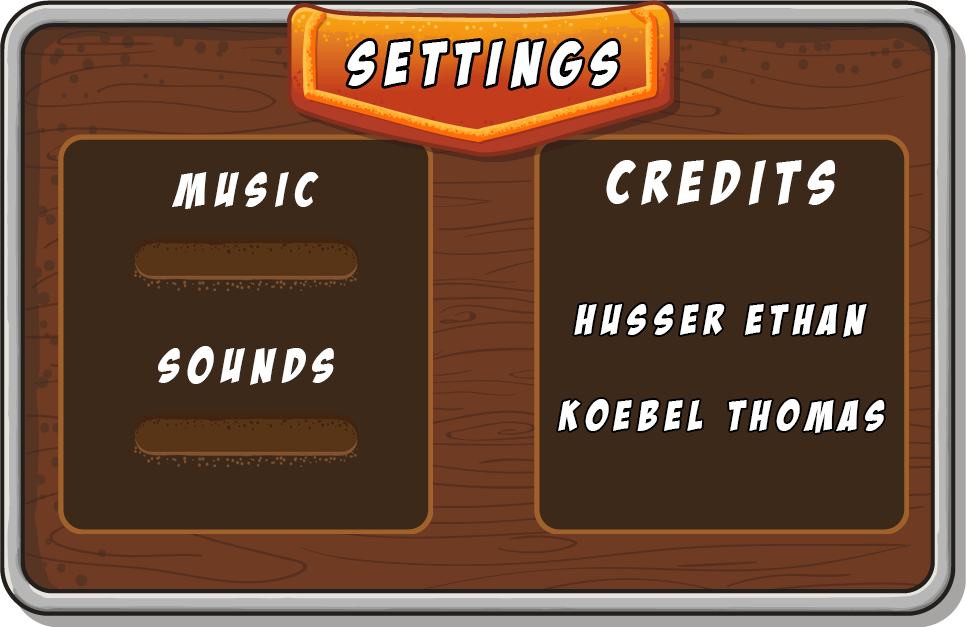 SETTINGS
MUSIC
SOUNDS
CREDITS
HUSSER ETHAN
KOEBEL THOMAS